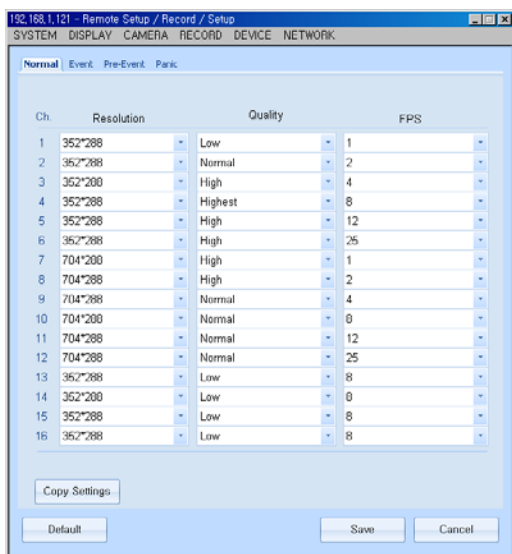 192,168,1,121 - Remote Setup / Record / Setup
SYSTEM DISPLAY CAMERA RECORD DEVICE NETWORK
Normal Event Pre-Event Panic
Ch. Resolution Quality FPS
1 352*288 Low 1
2 352*288 Normal 2
3 352*288 High 4
4 352*288 Highest 8
5 352*288 High 12
6 352*288 High 25
7 704*288 High 1
8 704*288 High 2
9 704*288 Normal 4
10 704*288 Normal 8
11 704*288 Normal 12
12 704*288 Normal 25
13 352*288 Low 8
14 352*288 Low 8
15 352*288 Low 8
16 352*288 Low 8
Copy Settings
Default Save Cancel